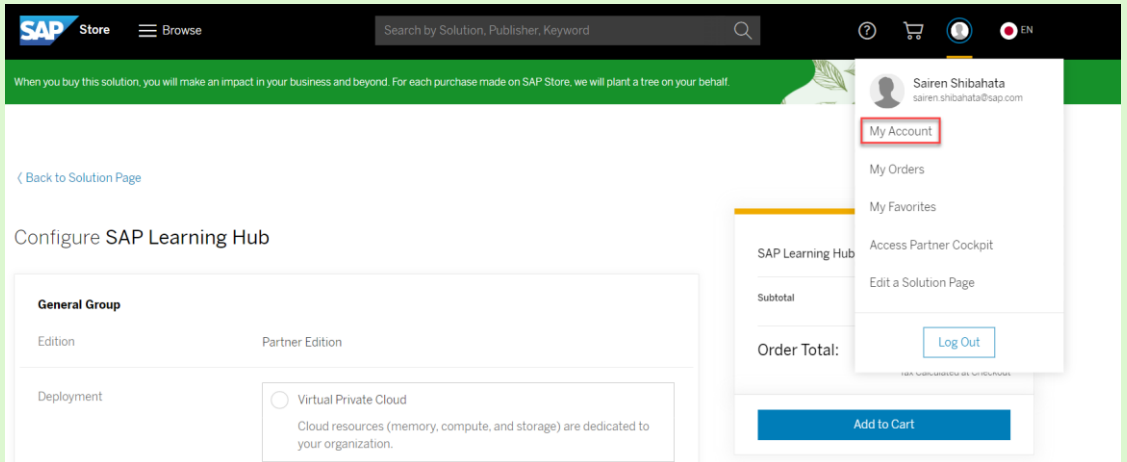 SAP Store Browse Search by Solution, Publisher, Keyword EN
When you buy this solution, you will make an impact in your business and beyond. For each purchase made on SAP Store, we will plant a tree on your behalf.
Sairen Shibahata
sairen.shibahata@sap.com
My Account
My Orders
My Favorites
Access Partner Cockpit
Edit a Solution Page
Log Out
Back to Solution Page
Configure SAP Learning Hub
General Group
Edition Partner Edition
Deployment Virtual Private Cloud
Cloud resources (memory, compute, and storage) are dedicated to
your organization.
SAP Learning Hub
Subtotal
Order Total:
Tax Calculated at Checkout
Add to Cart